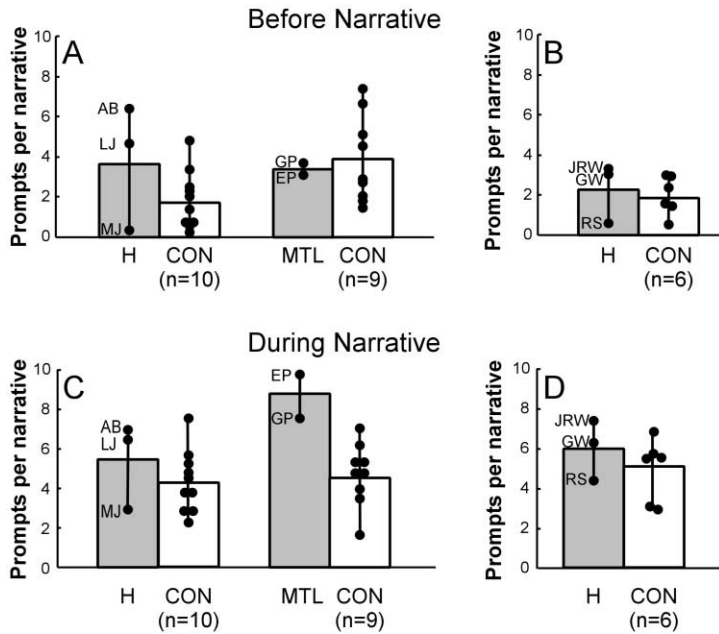 Before Narrative
A
B
Prompts per narrative
10
8
6
4
2
0
AB
LJ
MJ
GP
EP
H
CON
(n=10)
MTL
CON
(n=9)
Prompts per narrative
10
8
6
4
2
0
JRW
GW
RS
H
CON
(n=6)
During Narrative
C
D
Prompts per narrative
10
8
6
4
2
0
AB
LJ
MJ
EP
GP
H
CON
(n=10)
MTL
CON
(n=9)
Prompts per narrative
10
8
6
4
2
0
JRW
GW
RS
H
CON
(n=6)